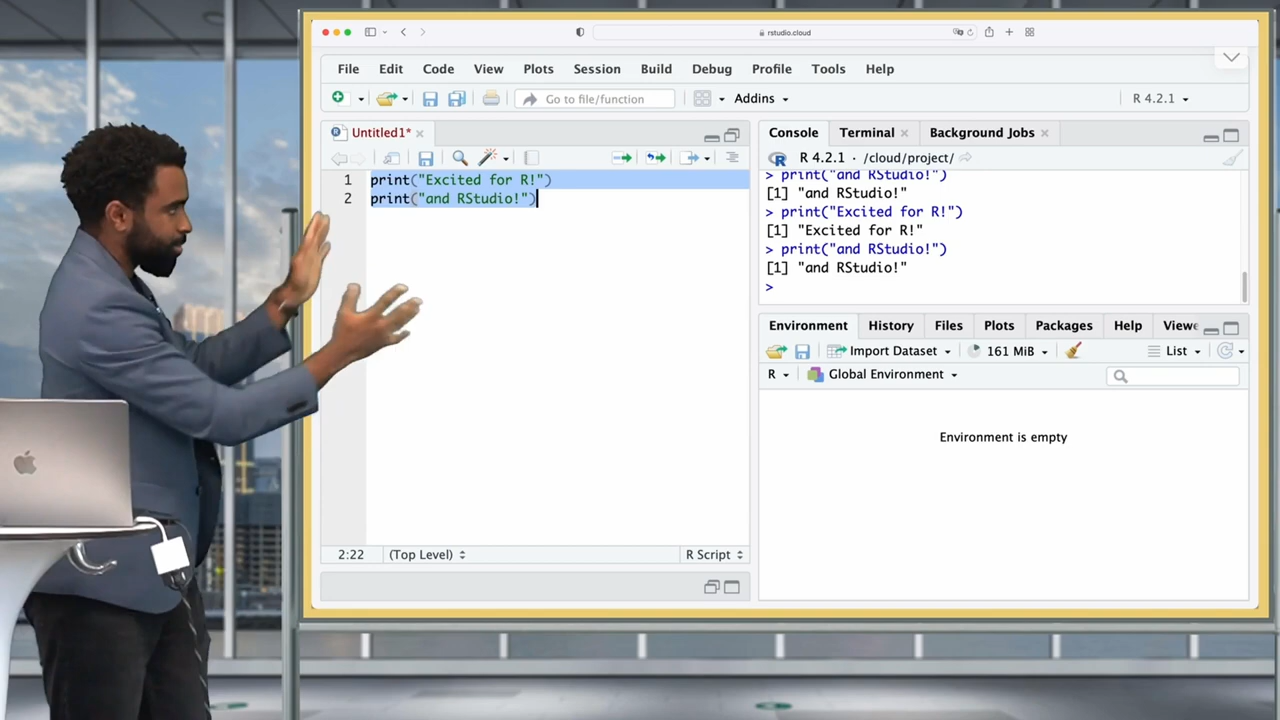 rstudio.cloud
File Edit Code View Plots Session Build Debug Profile Tools Help
Go to file/function Addins R 4.2.1
Untitled1*
1 print("Excited for R!")
2 print("and RStudio!")
2:22 (Top Level) R Script
Console Terminal Background Jobs
R 4.2.1 · /cloud/project/
> print("and RStudio!")
[1] "and RStudio!"
> print("Excited for R!")
[1] "Excited for R!"
> print("and RStudio!")
[1] "and RStudio!"
>
Environment History Files Plots Packages Help Viewe
Import Dataset 161 MiB List
R Global Environment
Environment is empty